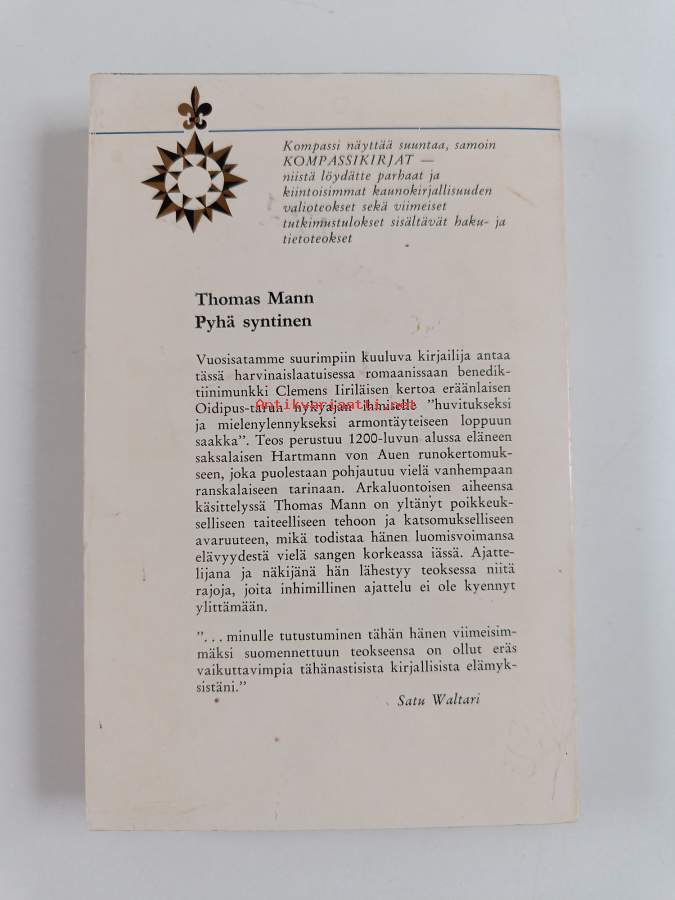 Kompassi näyttää suuntaa, samoin
KOMPASSIKIRJAT —
niistä löydätte parhaat ja
kiintoisimmat kaunokirjallisuuden
valioteokset sekä viimeiset
tutkimustulokset sisältävät haku- ja
tietoteokset
Thomas Mann
Pyhä syntinen
Vuosisatamme suurimpiin kuuluva kirjailija antaa
tässä harvinaislaatuisessa romaanissaan benedik-
tiinimunkki Clemens Iiriläisen kertoa eräänlaisen
Oidipus-tarun nykyajan ihmiselle "huvitukseksi
Antikvariaatti.net
ja mielenylennykseksi armontäyteiseen loppuun
saakka". Teos perustuu 1200-luvun alussa eläneen
saksalaisen Hartmann von Auen runokertomuk-
seen, joka puolestaan pohjautuu vielä vanhempaan
ranskalaiseen tarinaan. Arkaluontoisen aiheensa
käsittelyssä Thomas Mann on yltänyt poikkeuk-
selliseen taiteelliseen tehoon ja katsomukselliseen
avaruuteen, mikä todistaa hänen luomisvoimansa
elävyydestä vielä sangen korkeassa iässä. Ajatte-
lijana ja näkijänä hän lähestyy teoksessa niitä
rajoja, joita inhimillinen ajattelu ei ole kyennyt
ylittämään.
"...minulle tutustuminen tähän hänen viimeisim-
mäksi suomennettuun teokseensa on ollut eräs
vaikuttavimpia tähänastisista kirjallisista elämyk-
sistäni."
Satu Waltari